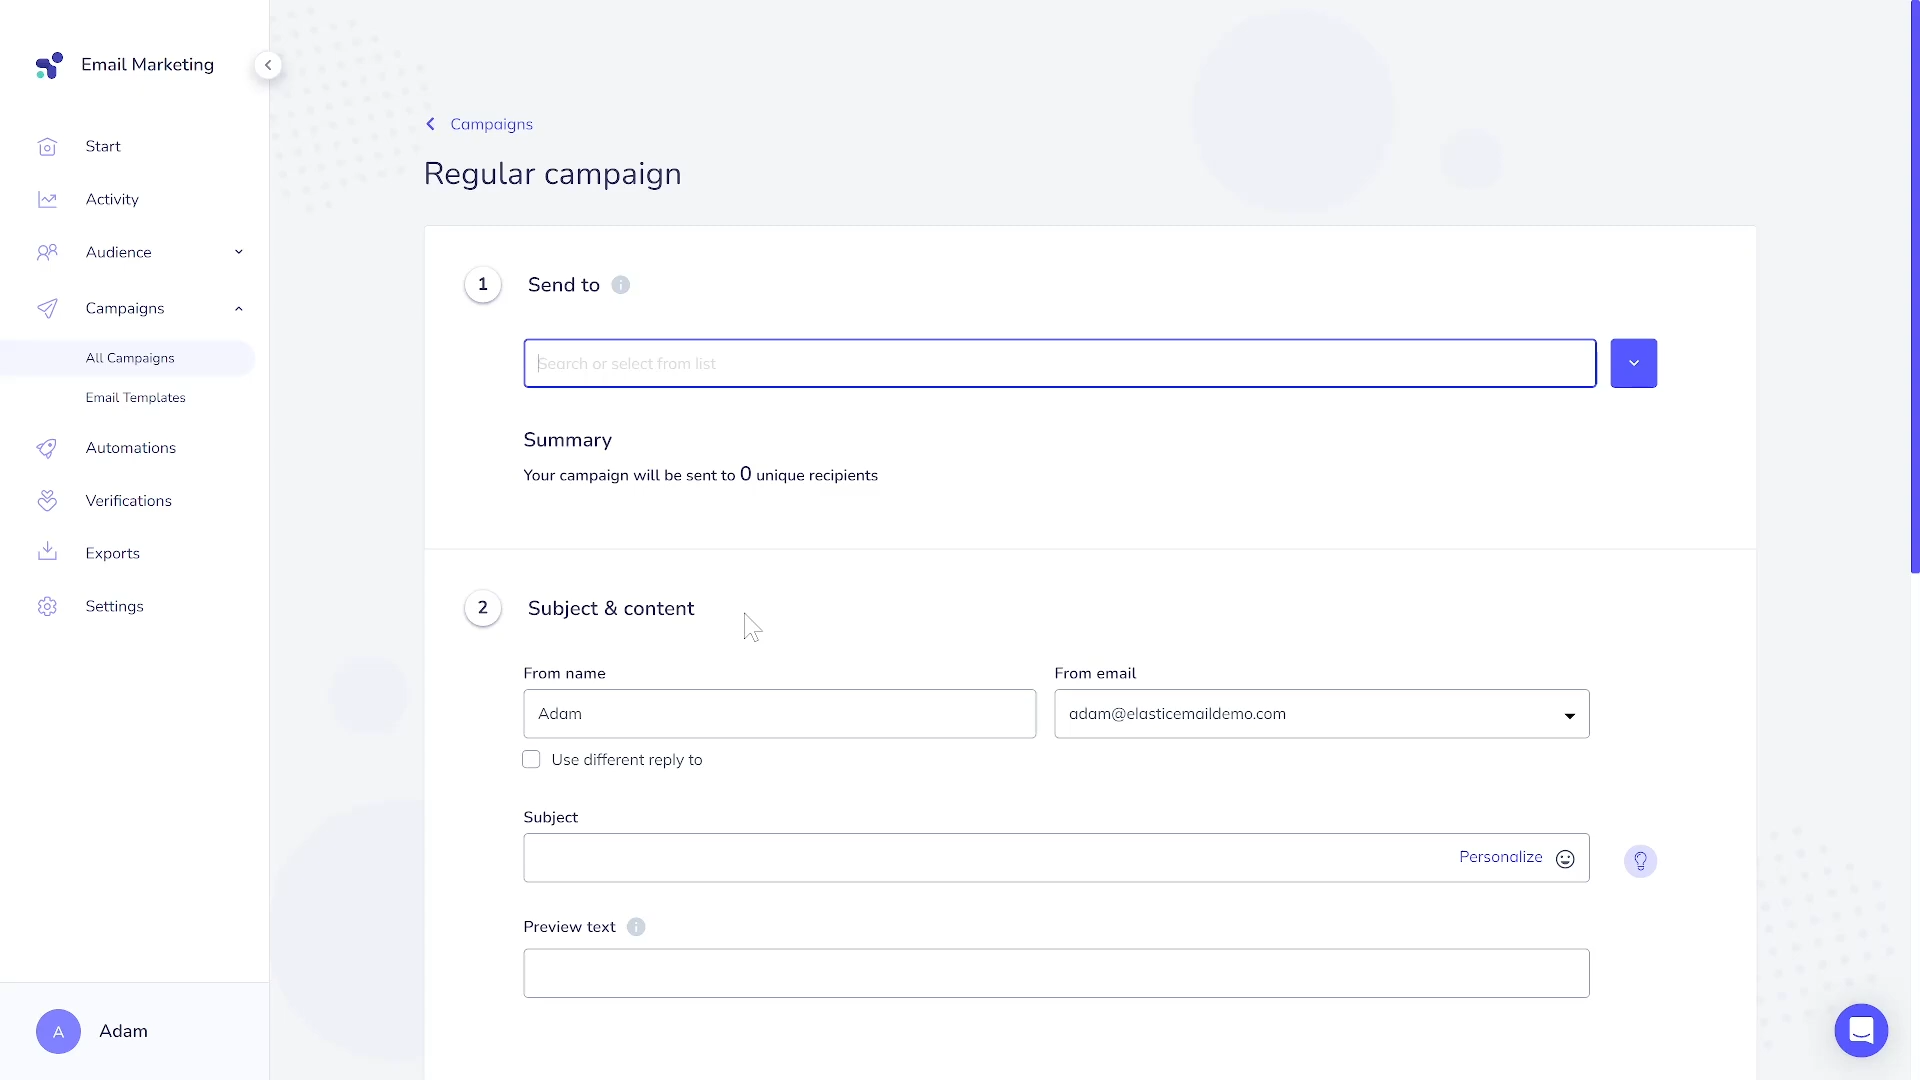 Email Marketing
Start
Activity
Audience
Campaigns
All Campaigns
Email Templates
Automations
Verifications
Exports
Settings
A
Adam
Campaigns
Regular campaign
1
Send to
Search or select from list
Summary
Your campaign will be sent to 0 unique recipients
2
Subject & content
From name
From email
Adam
adam@elasticemaildemo.com
Use different reply to
Subject
Personalize
Preview text